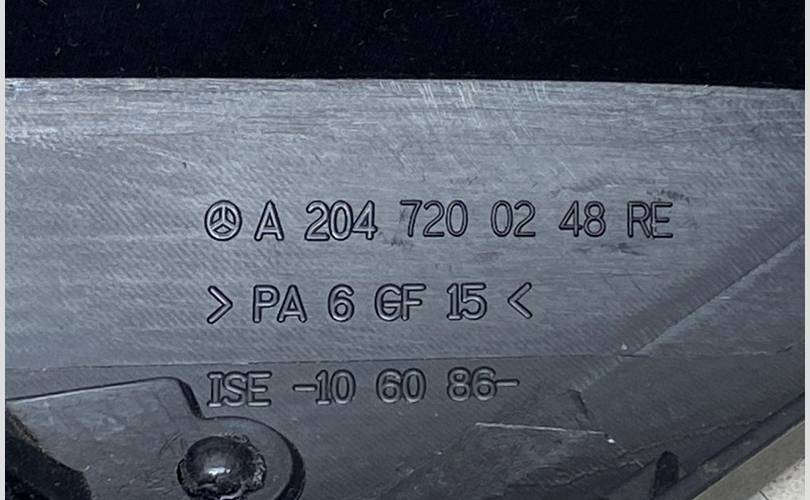 A 204 720 02 48 RE
> PA 6 GF 15 <
ISE -10 60 86-